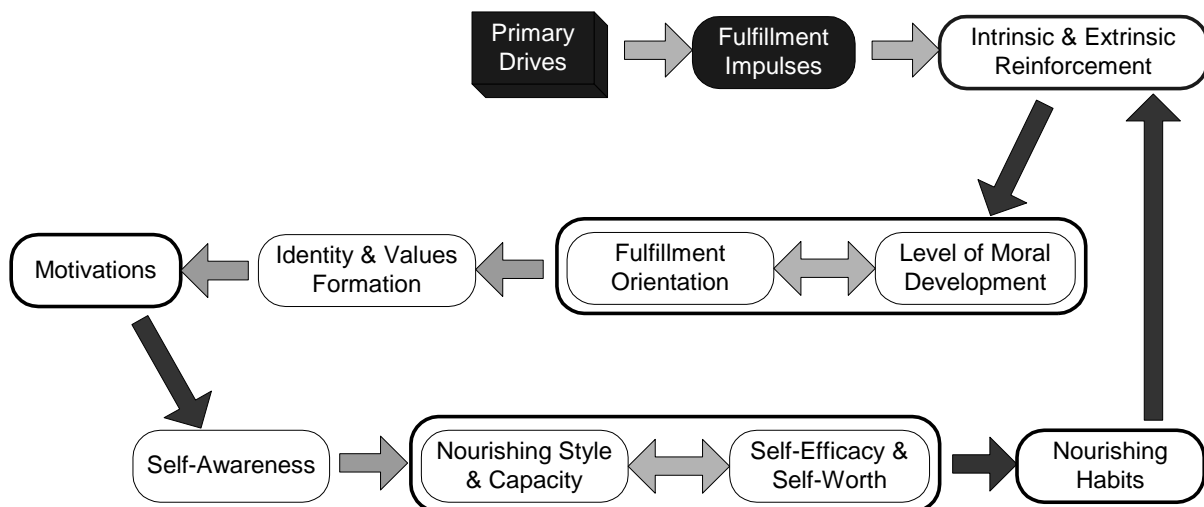 Primary
Drives
Fulfillment
Impulses
Intrinsic & Extrinsic
Reinforcement
Motivations
Identity & Values
Formation
Fulfillment
Orientation
Level of Moral
Development
Self-Awareness
Nourishing Style
& Capacity
Self-Efficacy &
Self-Worth
Nourishing
Habits